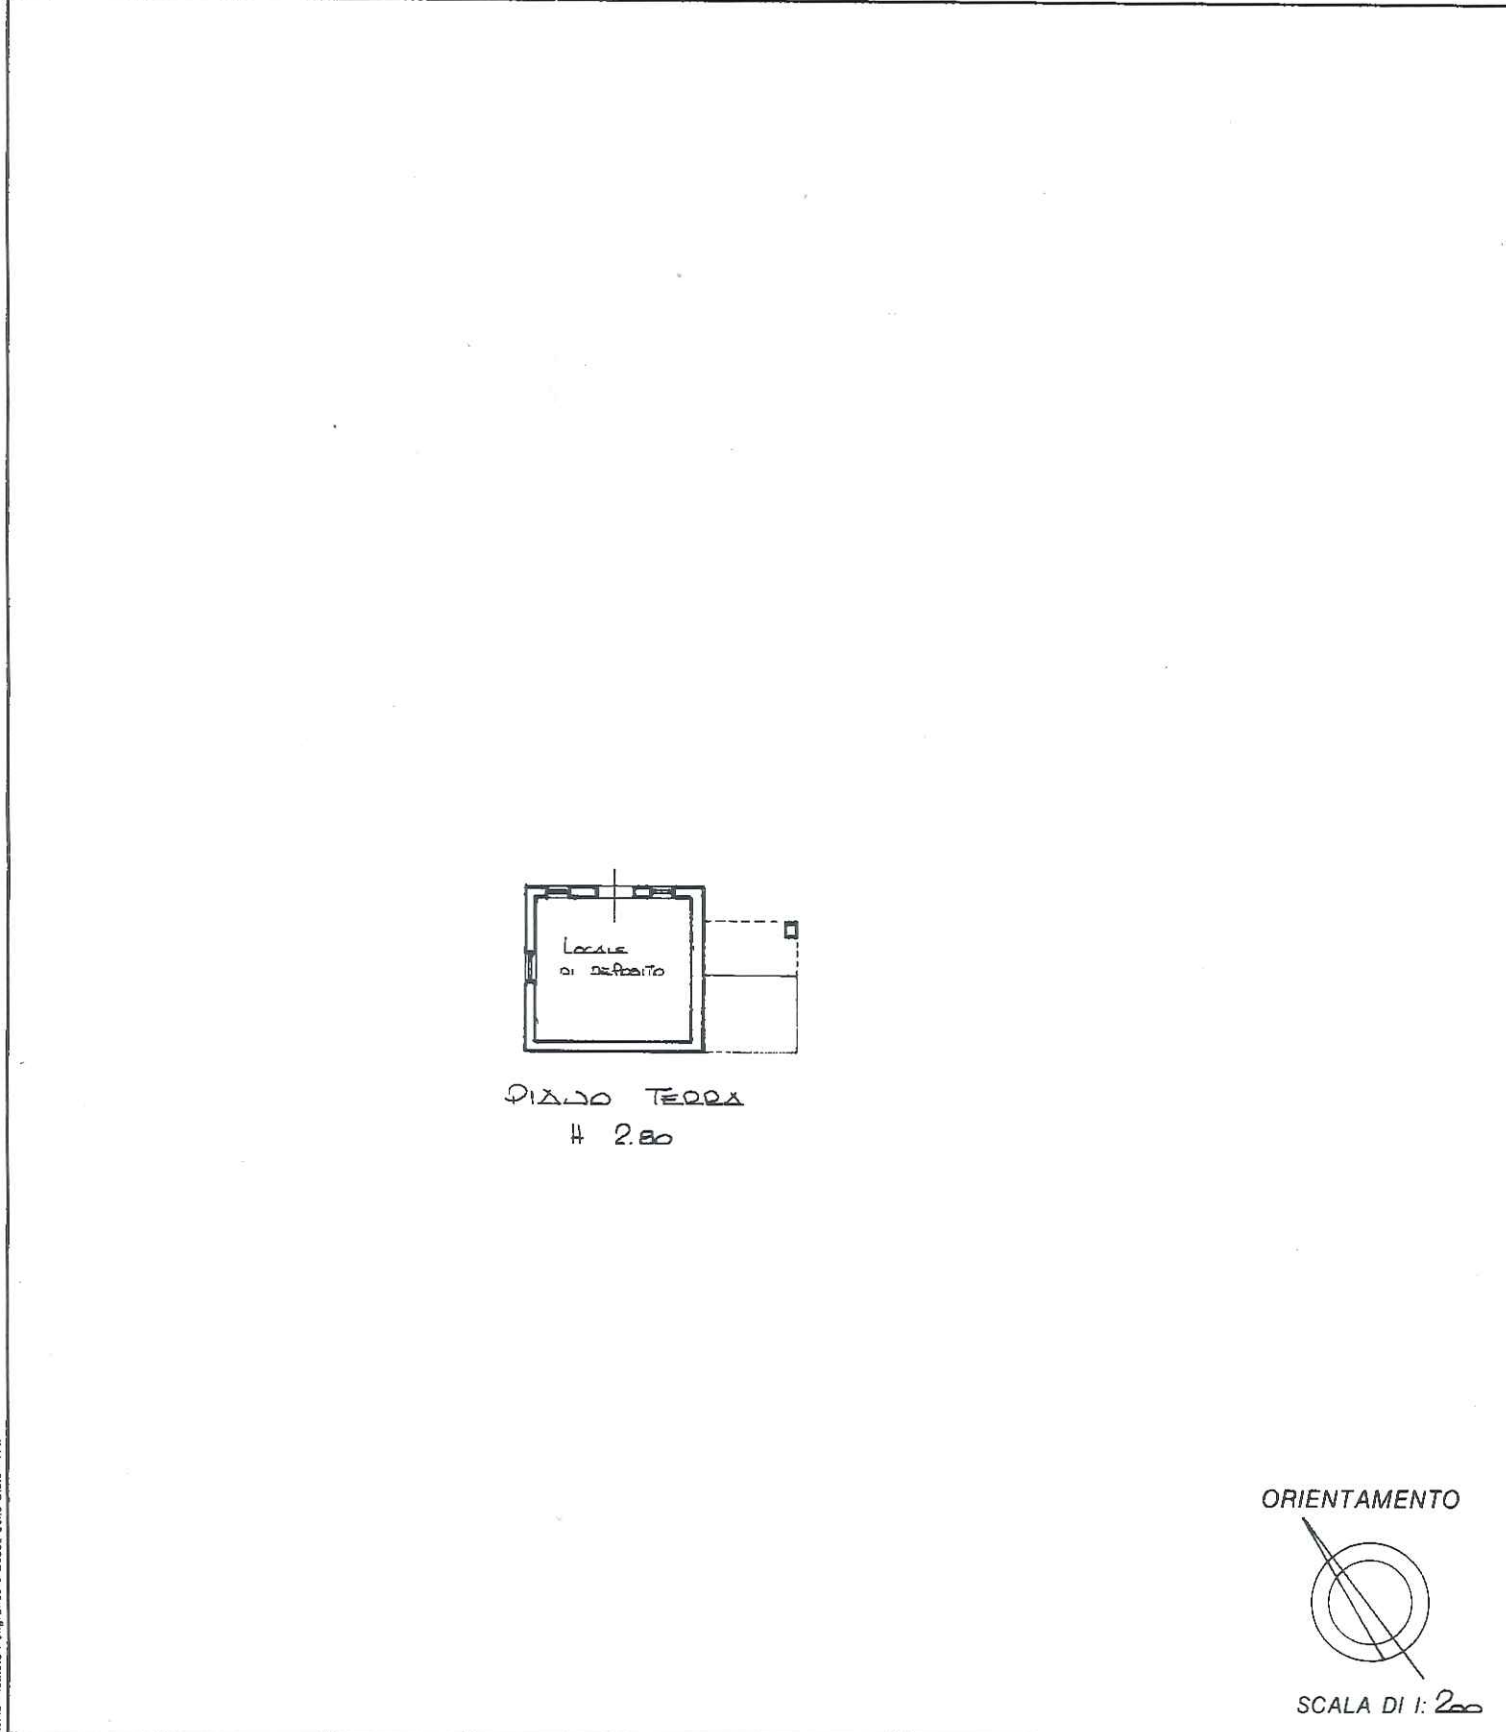 LOCALE
DI DEPOSITO
PIANO TERRA
H 2.80
ORIENTAMENTO
SCALA DI 1: 200